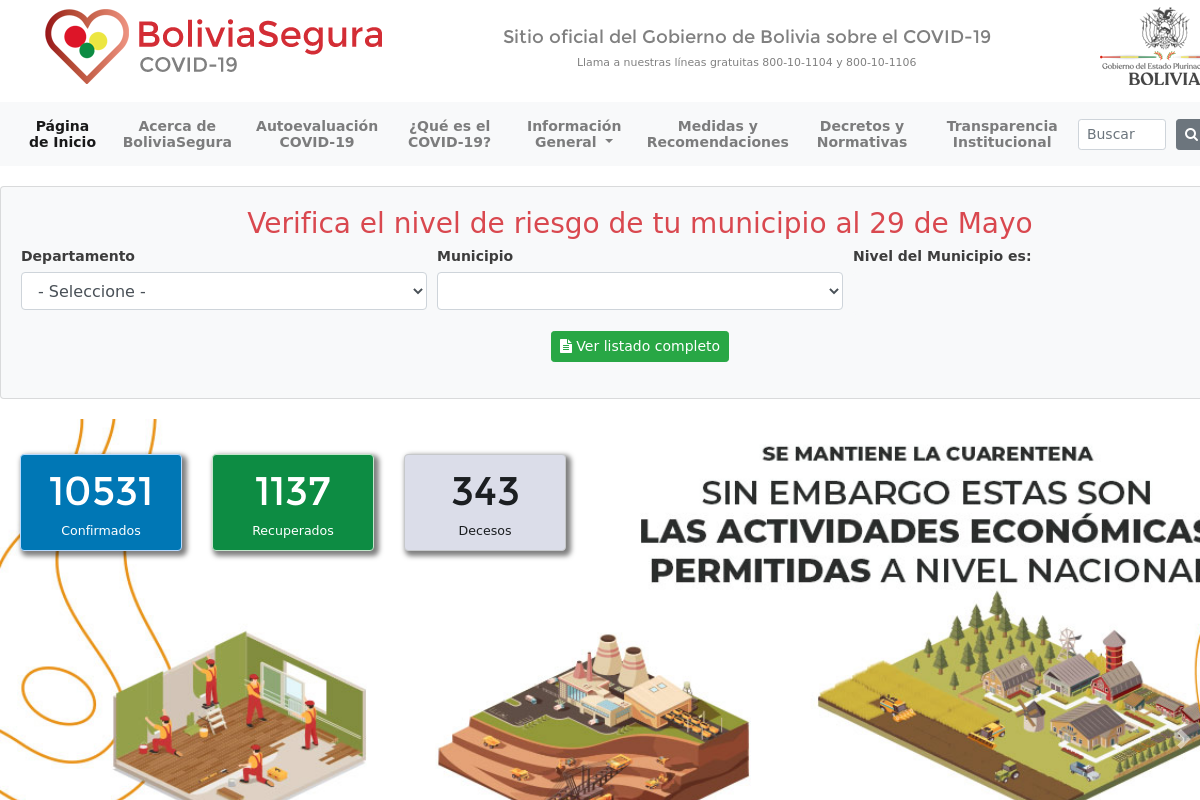 BoliviaSegura
COVID-19
Sitio oficial del Gobierno de Bolivia sobre el COVID-19
Llama a nuestras líneas gratuitas 800-10-1104 y 800-10-1106
Gobierno del Estado Plurinac
BOLIVIA
Página
de Inicio
Acerca de
BoliviaSegura
Autoevaluación
COVID-19
¿Qué es el
COVID-19?
Información
General
Medidas y
Recomendaciones
Decretos y
Normativas
Transparencia
Institucional
Buscar
Verifica el nivel de riesgo de tu municipio al 29 de Mayo
Departamento
Municipio
Nivel del Municipio es:
- Seleccione -
Ver listado completo
10531
Confirmados
1137
Recuperados
343
Decesos
SE MANTIENE LA CUARENTENA
SIN EMBARGO ESTAS SON
LAS ACTIVIDADES ECONÓMICAS
PERMITIDAS A NIVEL NACIONAL